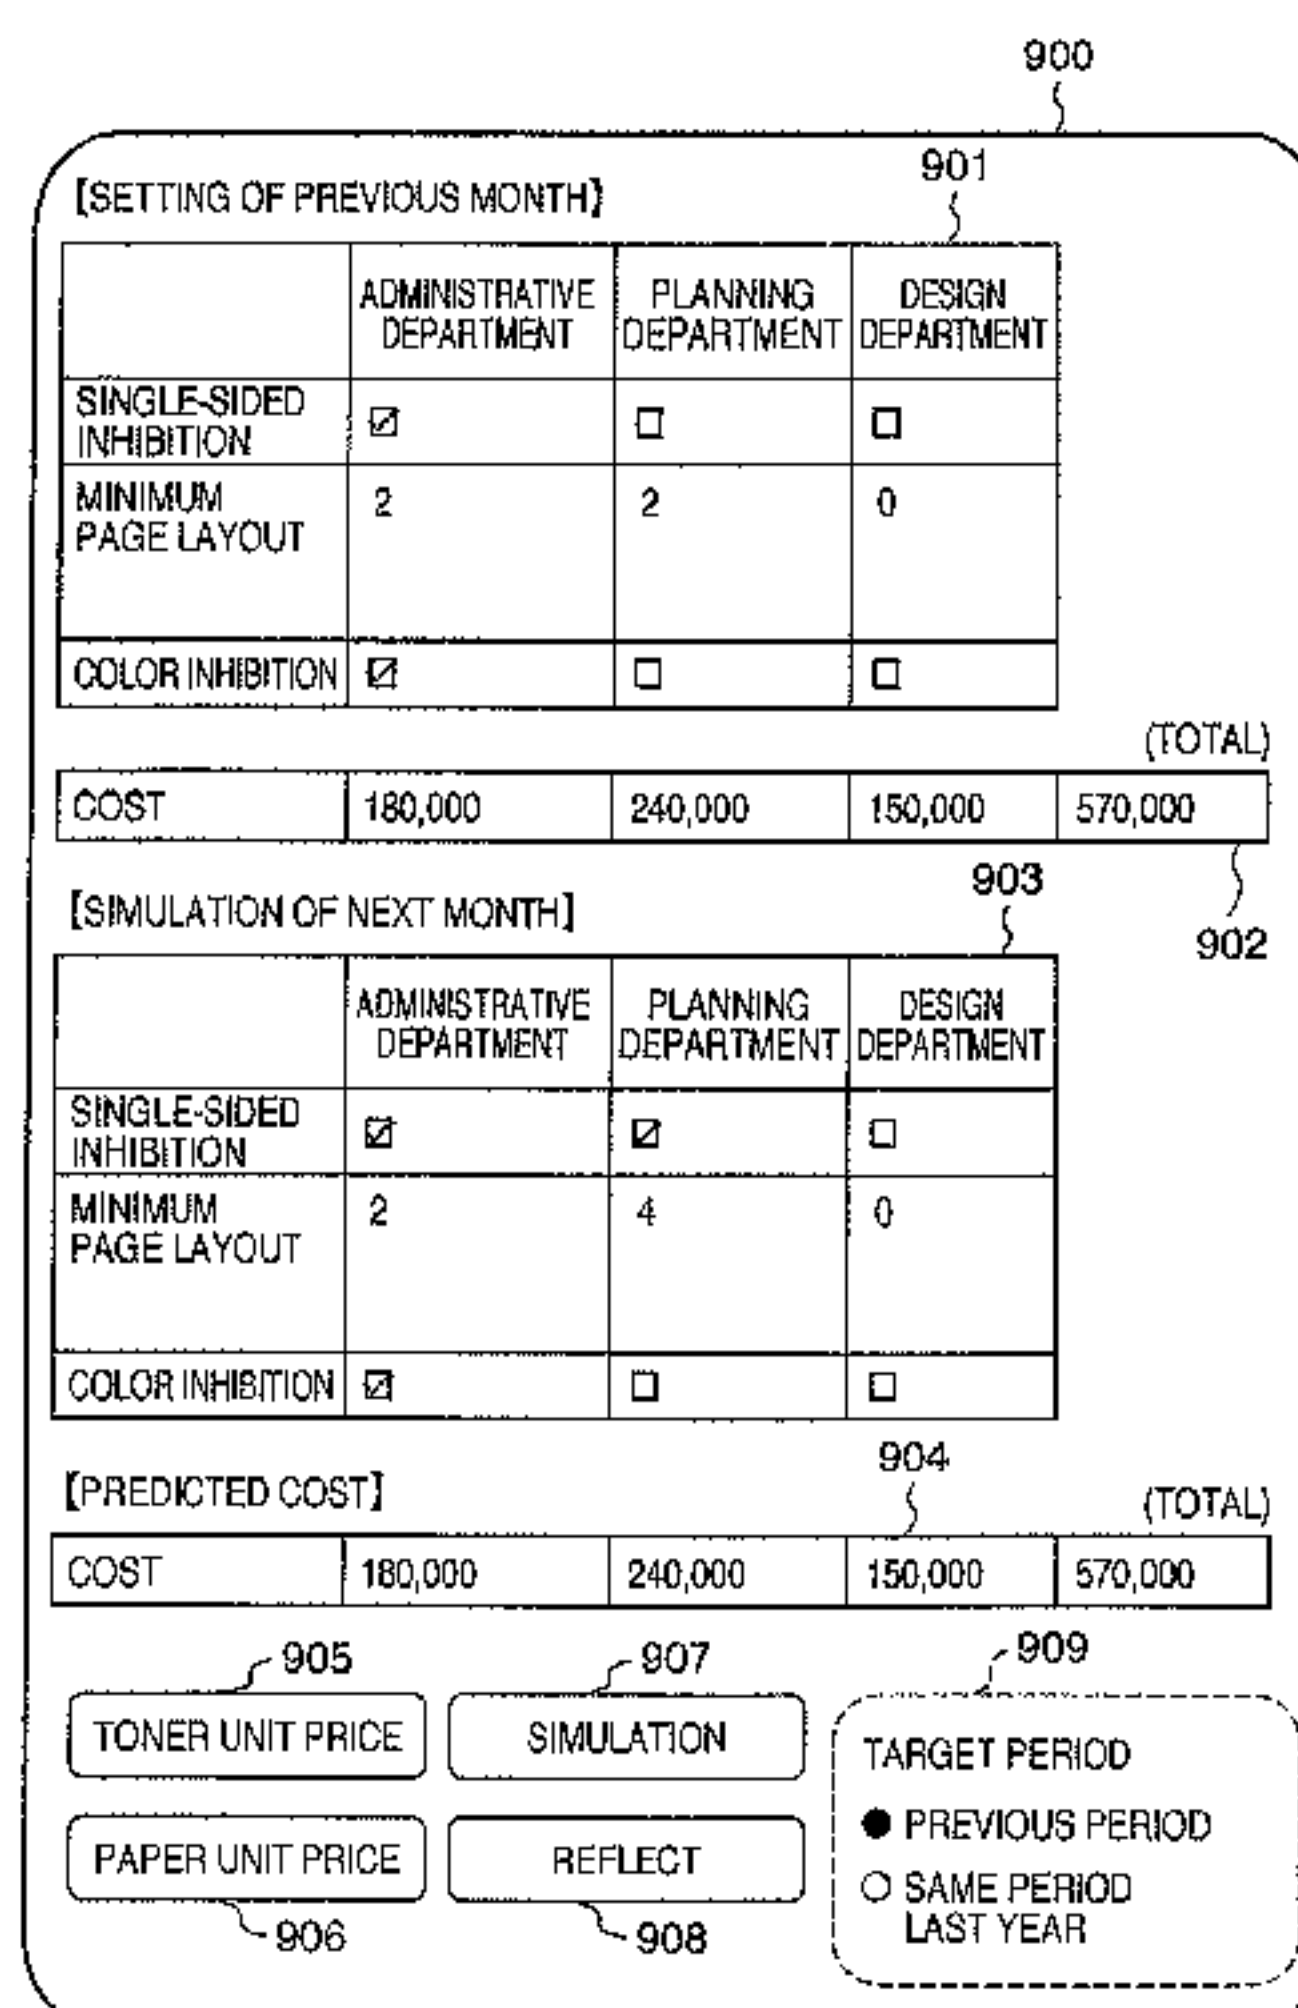 900
901
[SETTING OF PREVIOUS MONTH]
ADMINISTRATIVE DEPARTMENT PLANNING DEPARTMENT DESIGN DEPARTMENT
SINGLE-SIDED INHIBITION ☑ ☐ ☐
MINIMUM PAGE LAYOUT 2 2 0
COLOR INHIBITION ☑ ☐ ☐
(TOTAL)
COST 180,000 240,000 150,000 570,000
902
903
[SIMULATION OF NEXT MONTH]
ADMINISTRATIVE DEPARTMENT PLANNING DEPARTMENT DESIGN DEPARTMENT
SINGLE-SIDED INHIBITION ☑ ☑ ☐
MINIMUM PAGE LAYOUT 2 4 0
COLOR INHIBITION ☑ ☐ ☐
904
[PREDICTED COST] (TOTAL)
COST 180,000 240,000 150,000 570,000
905 907 909
TONER UNIT PRICE SIMULATION
PAPER UNIT PRICE REFLECT
906 908
TARGET PERIOD
● PREVIOUS PERIOD
○ SAME PERIOD
LAST YEAR